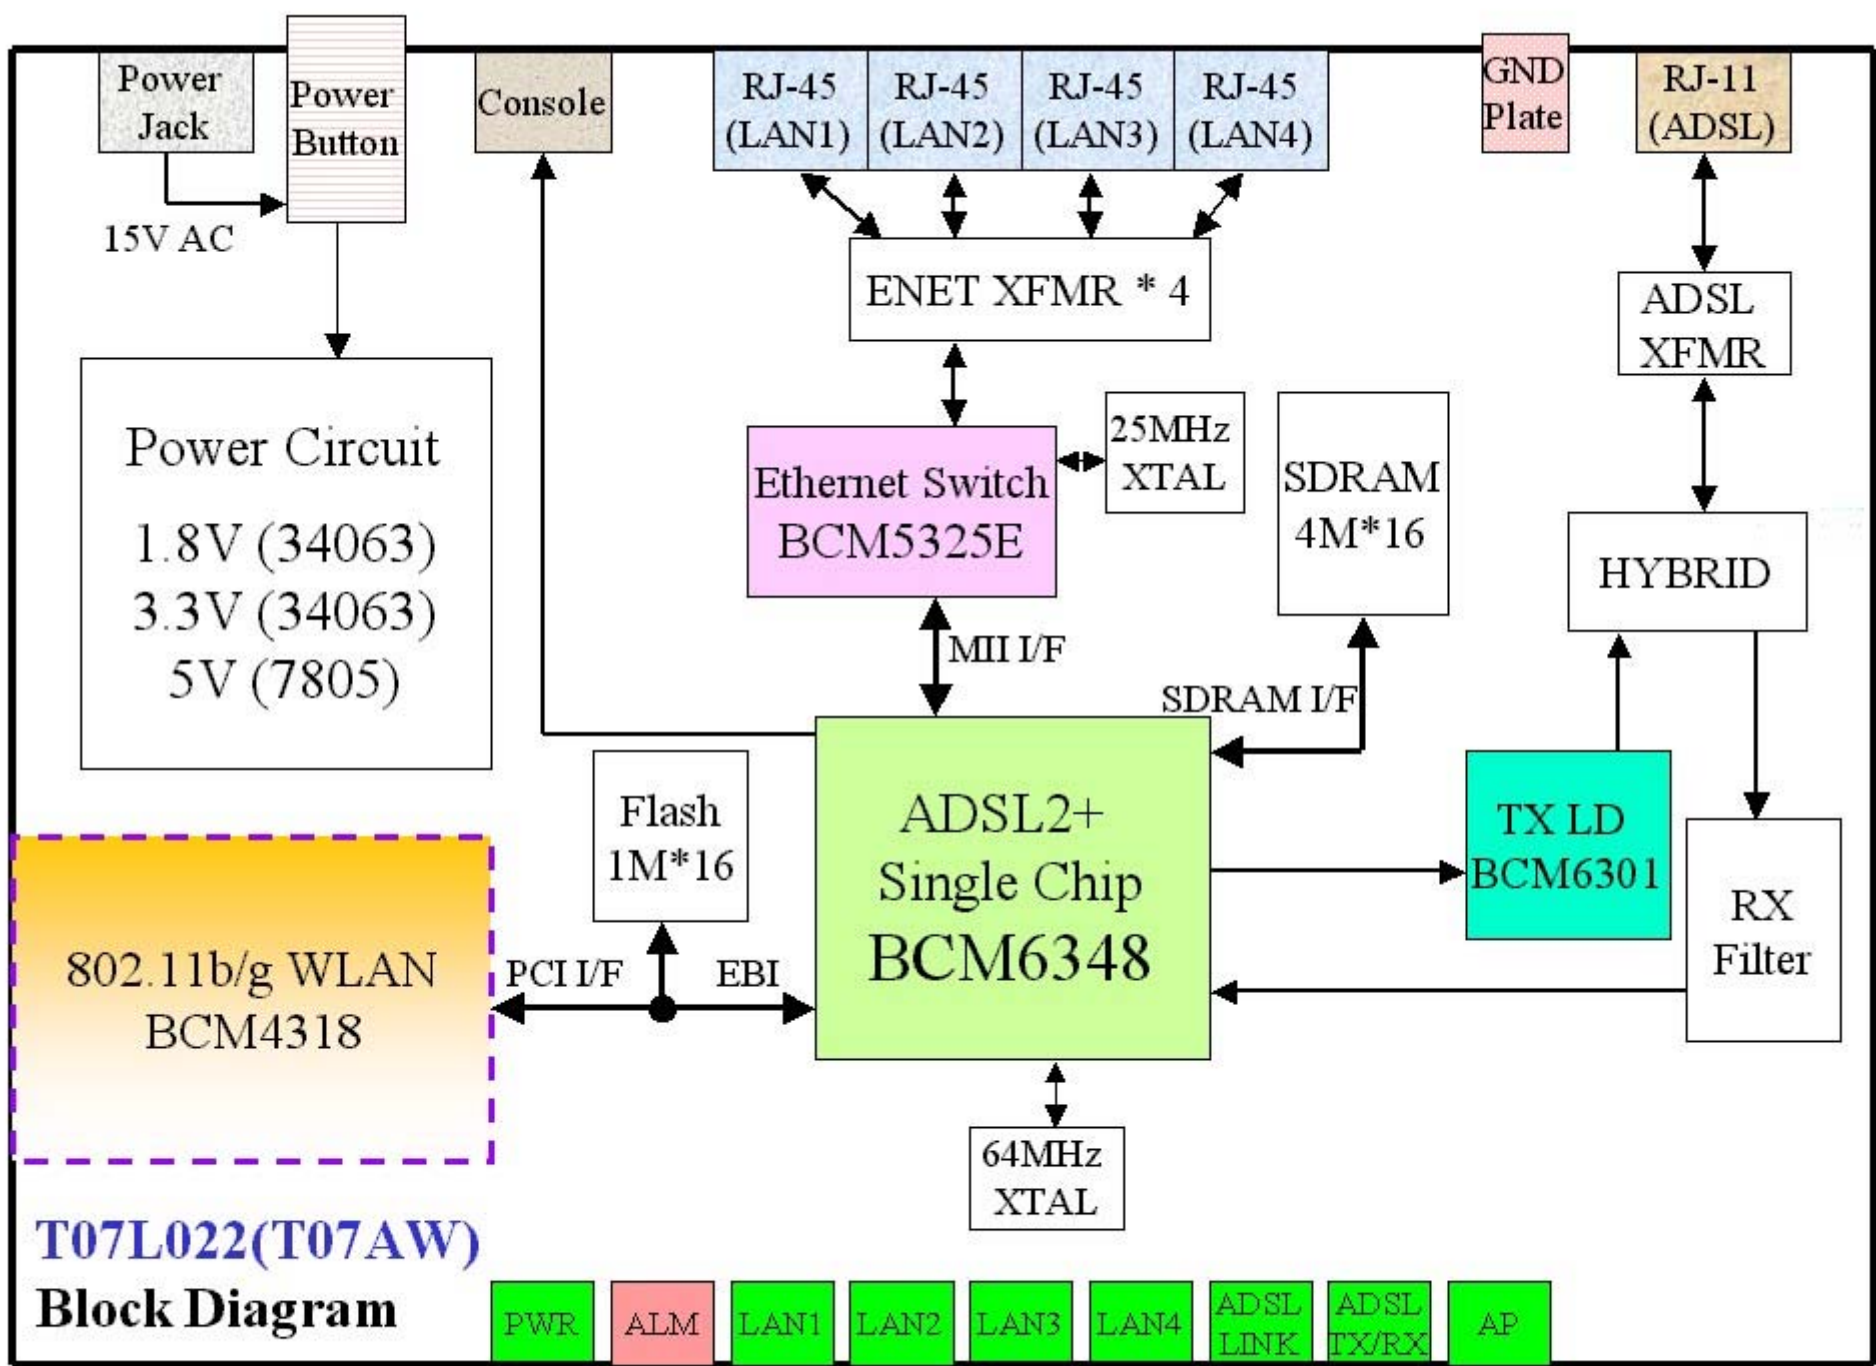 Power
Jack
Power
Button
Console
RJ-45
(LAN1)
RJ-45
(LAN2)
RJ-45
(LAN3)
RJ-45
(LAN4)
GND
Plate
RJ-11
(ADSL)
15V AC
ENET XFMR * 4
ADSL
XFMR
Power Circuit
1.8V (34063)
3.3V (34063)
5V (7805)
Ethernet Switch
BCM5325E
25MHz
XTAL
SDRAM
4M*16
HYBRID
MII I/F
SDRAM I/F
Flash
1M*16
ADSL2+
Single Chip
BCM6348
TX LD
BCM6301
RX
Filter
802.11b/g WLAN
BCM4318
PCI I/F
EBI
64MHz
XTAL
T07L022(T07AW)
Block Diagram
PWR
ALM
LAN1
LAN2
LAN3
LAN4
ADSL
LINK
ADSL
TX/RX
AP